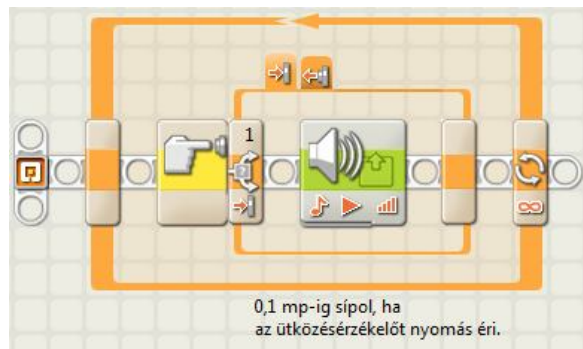 1
0,1 mp-ig sípol, ha
az ütközésérzékelőt nyomás éri.